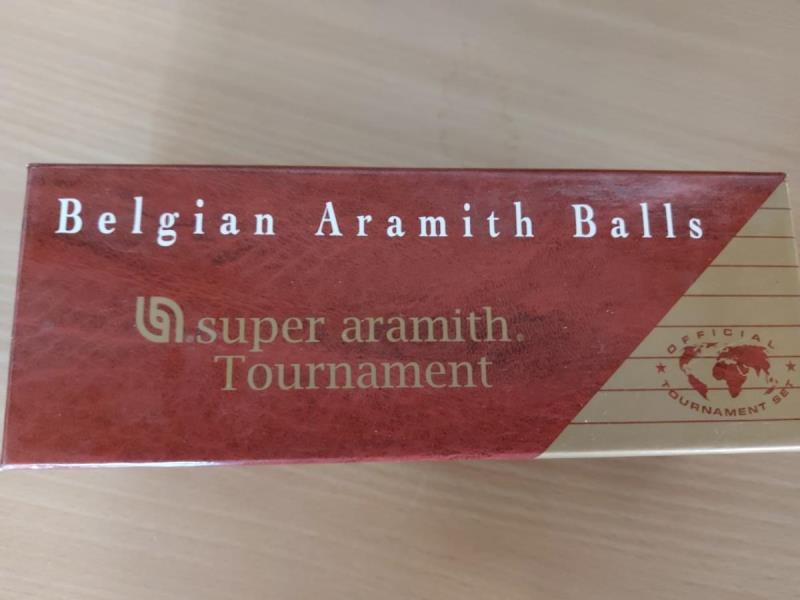 Belgian Aramith Balls
super aramith.
Tournament
OFFICIAL
TOURNAMENT SET